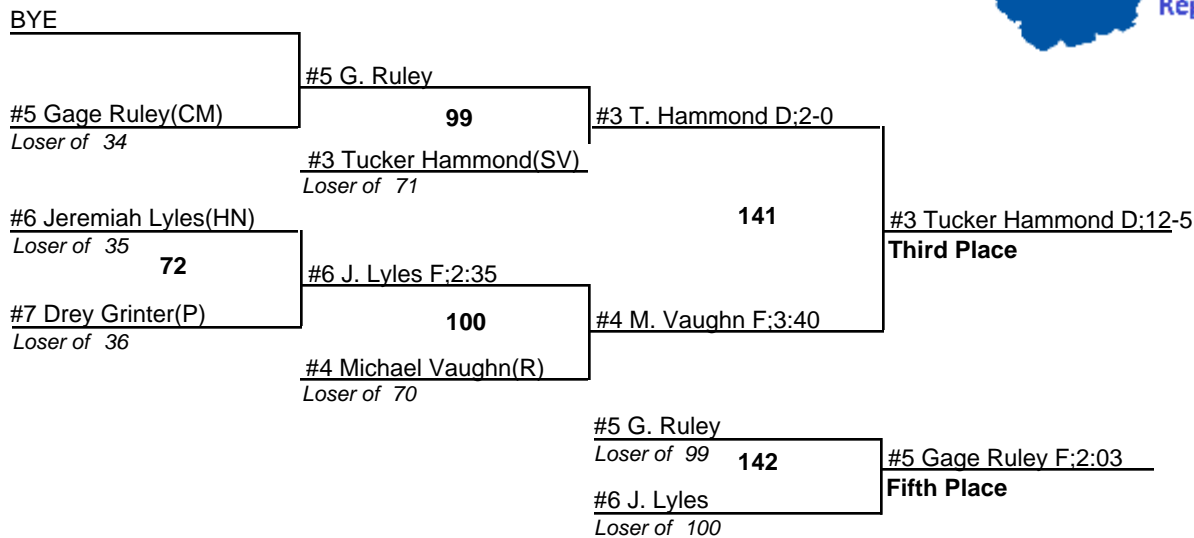 Rep
BYE
#5 G. Ruley
#5 Gage Ruley(CM)
Loser of 34
99
#3 T. Hammond D;2-0
#3 Tucker Hammond(SV)
Loser of 71
#6 Jeremiah Lyles(HN)
Loser of 35
72
141
#3 Tucker Hammond D;12-5
Third Place
#6 J. Lyles F;2:35
#7 Drey Grinter(P)
Loser of 36
100
#4 M. Vaughn F;3:40
#4 Michael Vaughn(R)
Loser of 70
#5 G. Ruley
Loser of 99
142
#5 Gage Ruley F;2:03
Fifth Place
#6 J. Lyles
Loser of 100